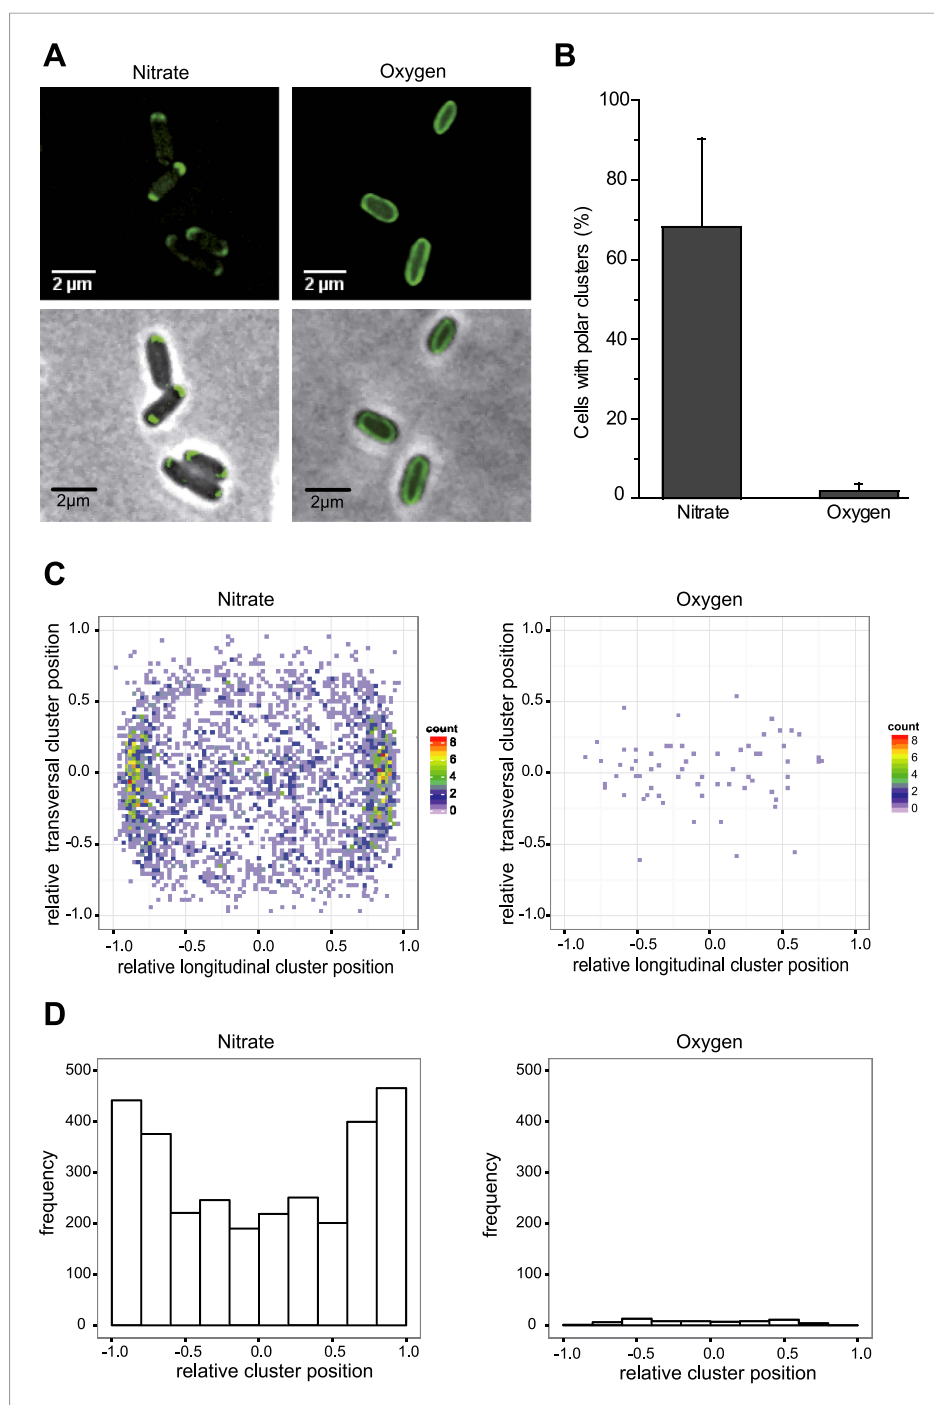 A
B
Nitrate
Oxygen
2 µm
2 µm
2µm
2µm
Cells with polar clusters (%)
100
80
60
40
20
0
Nitrate
Oxygen
C
Nitrate
Oxygen
relative transversal cluster position
1.0
0.5
0.0
-0.5
-1.0
-1.0
-0.5
0.0
0.5
1.0
relative longitudinal cluster position
count
8
6
4
2
0
relative transversal cluster position
1.0
0.5
0.0
-0.5
-1.0
-1.0
-0.5
0.0
0.5
1.0
relative longitudinal cluster position
count
8
6
4
2
0
D
Nitrate
Oxygen
frequency
500
400
300
200
100
0
-1.0
-0.5
0.0
0.5
1.0
relative cluster position
frequency
500
400
300
200
100
0
-1.0
-0.5
0.0
0.5
1.0
relative cluster position